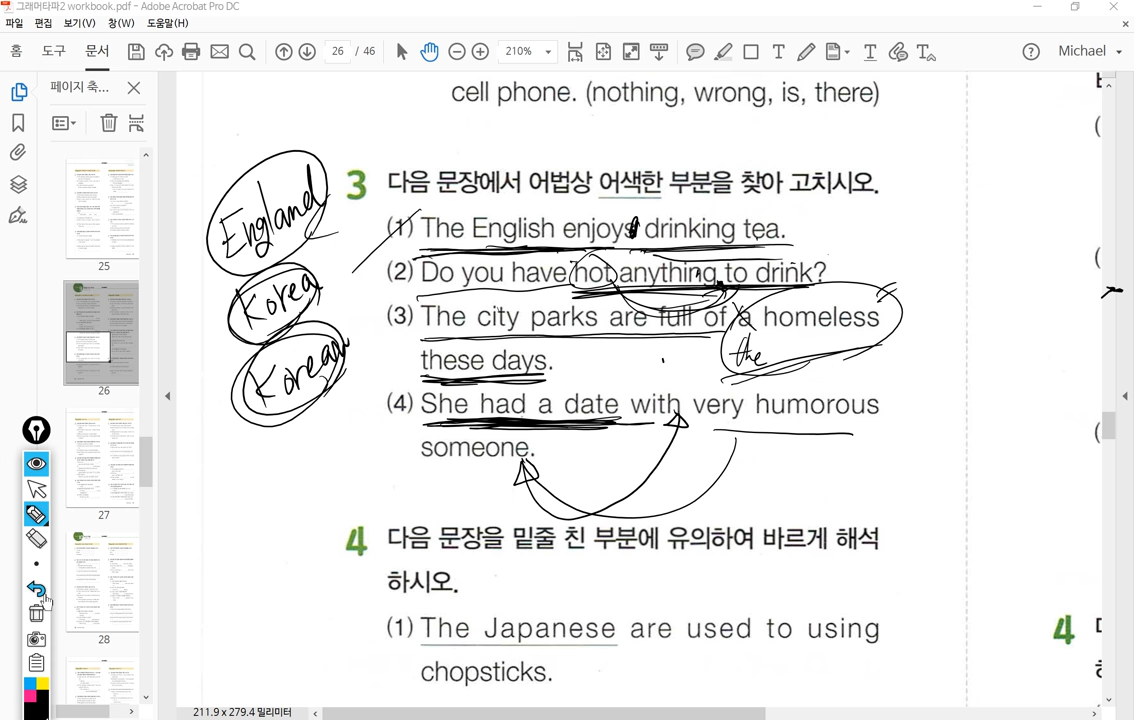 그래머타파2 workbook.pdf - Adobe Acrobat Pro DC
파일 편집 보기(V) 창(W) 도움말(H)
홈 도구 문서 26 / 46 210% Michael
페이지 축...
25
26
27
28
cell phone. (nothing, wrong, is, there)
3 다음 문장에서 어법상 어색한 부분을 찾아 고치시오.
(1) The English enjoys drinking tea.
(2) Do you have hot anything to drink?
(3) The city parks are full of a homeless
the
these days.
(4) She had a date with very humorous
someone.
England
Korea
Korean
4 다음 문장을 밑줄 친 부분에 유의하여 바르게 해석
하시오.
(1) The Japanese are used to using
chopsticks.
4
211.9 x 279.4 밀리미터